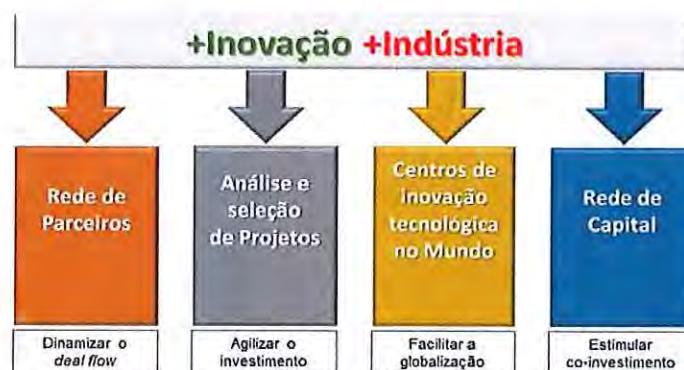 +Inovação +Indústria
Rede de
Parceiros
Análise e
seleção
de Projetos
Centros de
inovação
tecnológica
no Mundo
Rede de
Capital
Dinamizar o
deal flow
Agilizar o
investimento
Facilitar a
globalização
Estimular
co-investimento